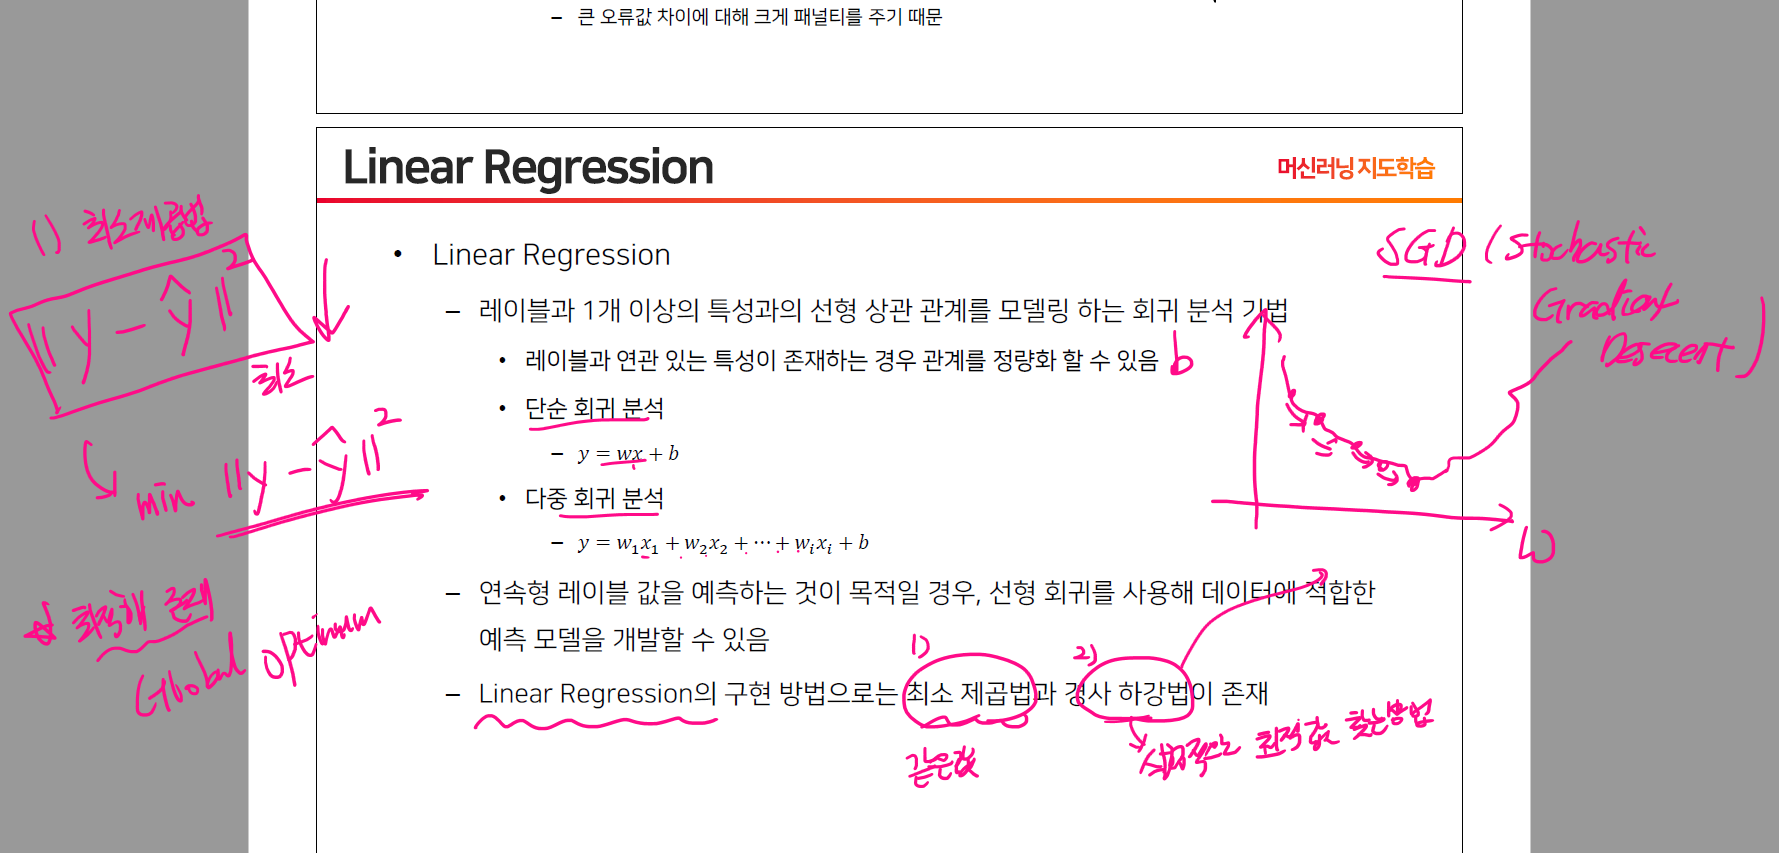 – 큰 오류값 차이에 대해 크게 패널티를 주기 때문
Linear Regression
머신러닝 지도학습
1) 최소제곱법
‖y - ŷ‖²
최소
min ‖y - ŷ‖²
최적해 존재
(Global optimum
SGD (Stochastic
Gradient
Descent)
• Linear Regression
– 레이블과 1개 이상의 특성과의 선형 상관 관계를 모델링 하는 회귀 분석 기법
• 레이블과 연관 있는 특성이 존재하는 경우 관계를 정량화 할 수 있음
b
• 단순 회귀 분석
– y = wx + b
• 다중 회귀 분석
– y = w₁x₁ + w₂x₂ + ⋯ + wᵢxᵢ + b
w
– 연속형 레이블 값을 예측하는 것이 목적일 경우, 선형 회귀를 사용해 데이터에 적합한
예측 모델을 개발할 수 있음
1)
2)
– Linear Regression의 구현 방법으로는 최소 제곱법과 경사 하강법이 존재
같은값
최적값 찾는방법